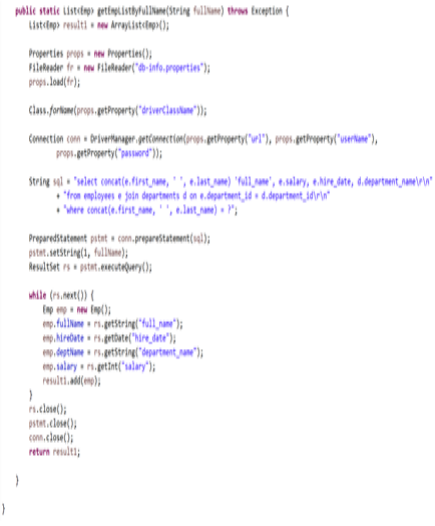 public static List<Emp> getEmpListByfullName(String fullName) throws Exception {
List<Emp> result1 = new ArrayList<Emp>();
Properties props = new Properties();
FileReader fr = new FileReader("db-info.properties");
props.load(fr);
Class.forName(props.getProperty("driverClassName"));
Connection conn = DriverManager.getConnection(props.getProperty("url"), props.getProperty("userName"),
props.getProperty("password"));
String sql = "select concat(e.first_name, ' ', e.last_name) 'full_name', e.salary, e.hire_date, d.department_name\r\n"
+ "from employees e join departments d on e.department_id = d.department_id\r\n"
+ "where concat(e.first_name, ' ', e.last_name) = ?";
PreparedStatement pstmt = conn.prepareStatement(sql);
pstmt.setString(1, fullName);
ResultSet rs = pstmt.executeQuery();
while (rs.next()) {
Emp emp = new Emp();
emp.fullName = rs.getString("full_name");
emp.hireDate = rs.getDate("hire_date");
emp.deptName = rs.getString("department_name");
emp.salary = rs.getInt("salary");
result1.add(emp);
}
rs.close();
pstmt.close();
conn.close();
return result1;
}
}